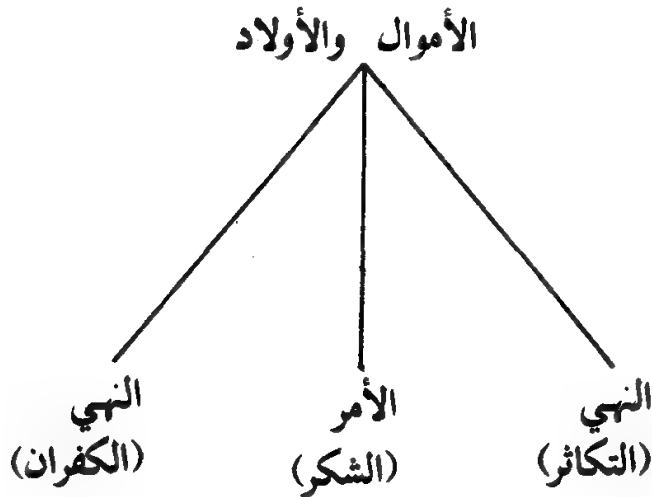 الأموال والأولاد
النهي الأمر النهي
(التكاثر) (الشكر) (الكفران)